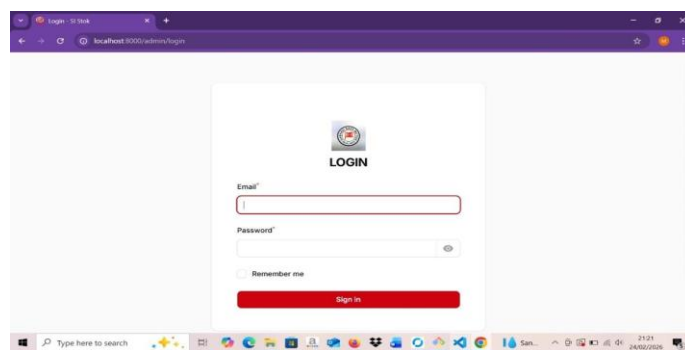 Login - SI Stok
localhost:8000/admin/login
LOGIN
Email*
Password*
Remember me
Sign in
Type here to search
San...
21:21
24/02/2026